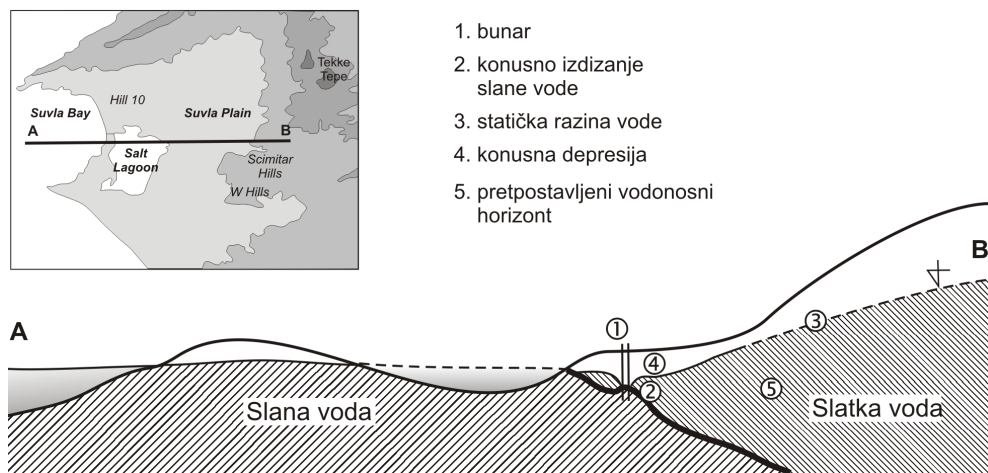 Tekke
Tepe
Hill 10
Suvla Bay
Suvla Plain
A
B
Salt
Lagoon
Scimitar
Hills
W Hills
1. bunar
2. konusno izdizanje
slane vode
3. statička razina vode
4. konusna depresija
5. pretpostavljeni vodonosni
horizont
B
A
1
3
4
2
5
Slana voda
Slatka voda